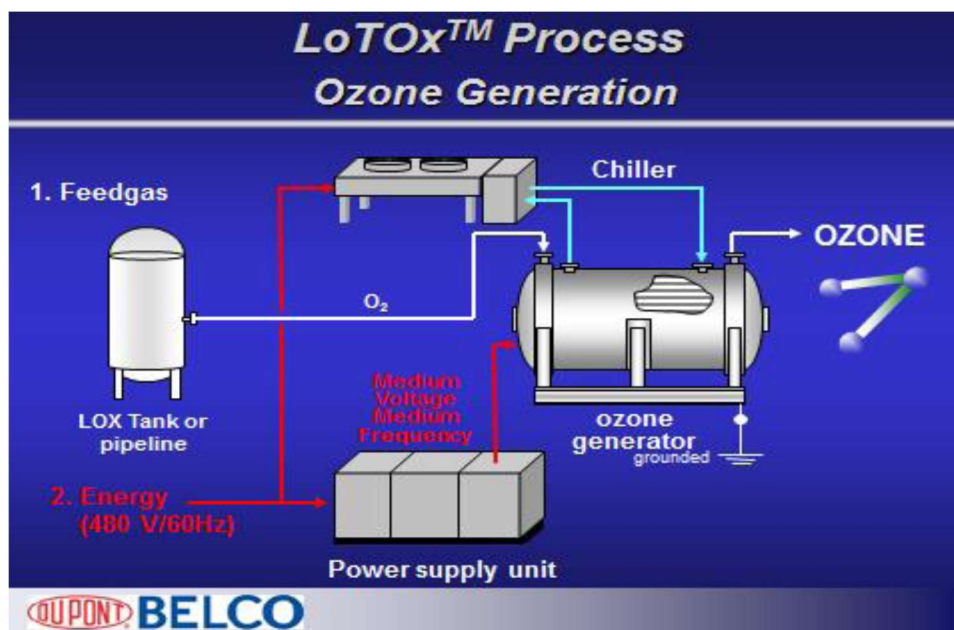 LoTOx™ Process
Ozone Generation
1. Feedgas
Chiller
OZONE
O₂
LOX Tank or
pipeline
Medium
Voltage
Medium
Frequency
ozone
generator
grounded
2. Energy
(480 V/60Hz)
Power supply unit
DUPONT BELCO